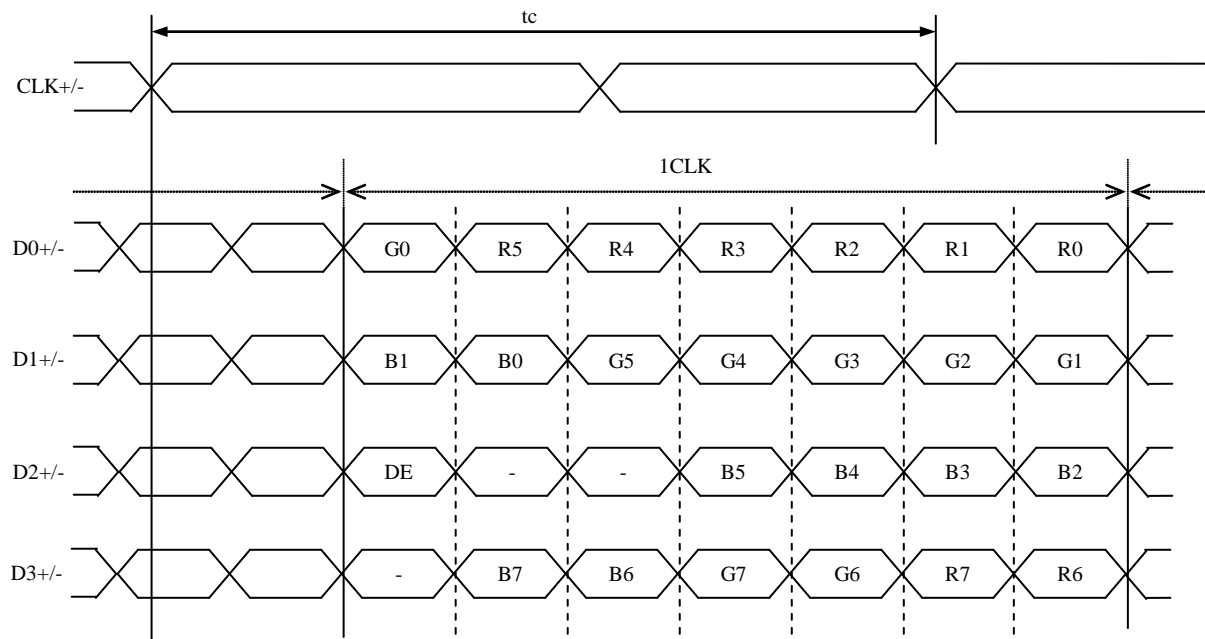 tc
CLK+/-
1CLK
D0+/- G0 R5 R4 R3 R2 R1 R0
D1+/- B1 B0 G5 G4 G3 G2 G1
D2+/- DE - - B5 B4 B3 B2
D3+/- - B7 B6 G7 G6 R7 R6